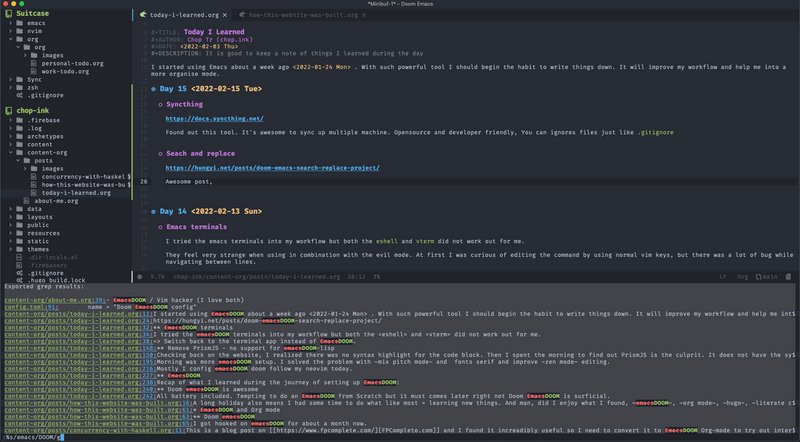 "*Minibuf-1*" – Doom Emacs
Suitcase
emacs
nvim
org
org
images
personal-todo.org
work-todo.org
Sync
zsh
.gitignore
chop-ink
.firebase
.log
archetypes
content
content-org
posts
images
concurrency-with-haskel$
how-this-website-was-bu$
today-i-learned.org
about-me.org
data
layouts
public
resources
static
themes
.dir-locals.el
.firebaserc
.gitignore
.hugo_build.lock
today-i-learned.org × how-this-website-was-built.org ×
#+TITLE: Today I Learned
#+AUTHOR: Chop Tr (chop.ink)
#+DATE: <2022-02-03 Thu>
#+DESCRIPTION: It is good to keep a note of things I learned during the day
I started using Emacs about a week ago <2022-01-24 Mon> . With such powerful tool I should begin the habit to write things down. It will improve my workflow and help me into a
more organise mode.
Day 15 <2022-02-15 Tue>
Syncthing
https://docs.syncthing.net/
Found out this tool. It's awesome to sync up multiple machine. Opensource and developer friendly, You can ignores files just like .gitignore
Seach and replace
https://hungyi.net/posts/doom-emacs-search-replace-project/
26 Awesome post,
Day 14 <2022-02-13 Sun>
Emacs terminals
I tried the emacs terminals into my workflow but both the eshell and vterm did not work out for me.
They feel very strange when using in combination with the evil mode. At first I was curious of editing the command by using normal vim keys, but there was a lot of bug while
navigating between lines.
9.7% chop-ink/content-org/posts/today-i-learned.org 26:12 3% LF Org main
Exported grep results:
content-org/about-me.org:39:- EmacsDOOM / Vim hacker (I love both)
config.toml:91: name = "Doom EmacsDOOM config"
content-org/posts/today-i-learned.org:11:I started using EmacsDOOM about a week ago <2022-01-24 Mon> . With such powerful tool I should begin the habit to write things down. It will improve my workflow and help me int$
content-org/posts/today-i-learned.org:24:https://hungyi.net/posts/doom-emacsDOOM-search-replace-project/
content-org/posts/today-i-learned.org:32:** EmacsDOOM terminals
content-org/posts/today-i-learned.org:34:I tried the emacsDOOM terminals into my workflow but both the =eshell= and =vterm= did not work out for me.
content-org/posts/today-i-learned.org:38:=> Switch back to the terminal app instead of EmacsDOOM.
content-org/posts/today-i-learned.org:148:** Remove PrismJS - no support for emacsDOOM-lisp
content-org/posts/today-i-learned.org:150:Checking back on the website, I realized there was no syntax highlight for the code block. Then I spent the morning to find out PrismJS is the culprit. It does not have the sy$
content-org/posts/today-i-learned.org:199:Morning was more EmacsDOOM setup. I solved the problem with ~mix pitch mode~ and fonts serif and improve ~zen mode~ editing.
content-org/posts/today-i-learned.org:216:Mostly I config emacsDOOM doom follow my neovim today.
content-org/posts/today-i-learned.org:227:** EmacsDOOM
content-org/posts/today-i-learned.org:238:Recap of what I learned during the journey of setting up EmacsDOOM:
content-org/posts/today-i-learned.org:240:** Doom emacsDOOM is awesome
content-org/posts/today-i-learned.org:242:All battery included. Tempting to do an EmacsDOOM from Scratch but it must comes later right not Doom EmacsDOOM is surficial.
content-org/posts/how-this-website-was-built.org:16:A long holiday also means I had some time to do what like most = learning new things. And man, did I enjoy what I found, ~emacsDOOM~, ~org mode~, ~hugo~, ~literate c$
content-org/posts/how-this-website-was-built.org:61:* EmacsDOOM and Org mode
content-org/posts/how-this-website-was-built.org:63:** Doom emacsDOOM
content-org/posts/how-this-website-was-built.org:65:I got hooked on emacsDOOM for about a month now.
content-org/posts/concurrency-with-haskell.org:11:This is a blog post on [[https://www.fpcomplete.com/][FPComplete.com]] and I found it increadibly useful so I need to convert it to EmacsDOOM Org-mode to try out inter$
:%s/emacs/DOOM/g